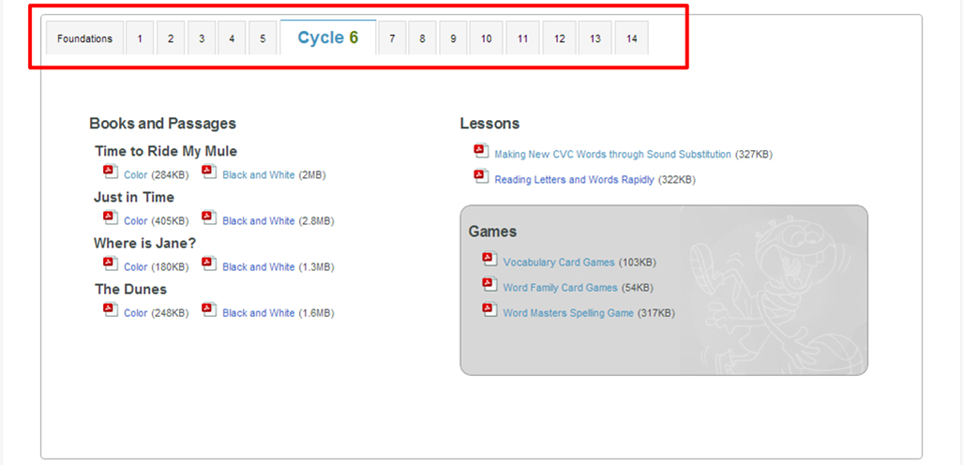 Foundations 1 2 3 4 5 Cycle 6 7 8 9 10 11 12 13 14
Books and Passages
Time to Ride My Mule
Color (284KB) Black and White (2MB)
Just in Time
Color (405KB) Black and White (2.8MB)
Where is Jane?
Color (180KB) Black and White (1.3MB)
The Dunes
Color (248KB) Black and White (1.6MB)
Lessons
Making New CVC Words through Sound Substitution (327KB)
Reading Letters and Words Rapidly (322KB)
Games
Vocabulary Card Games (103KB)
Word Family Card Games (54KB)
Word Masters Spelling Game (317KB)